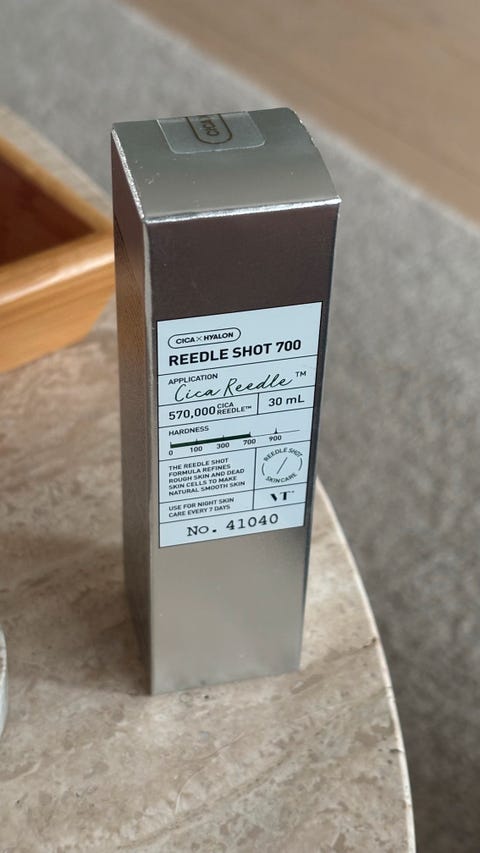 CICA
CICA × HYALON
REEDLE SHOT 700
APPLICATION
Cica Reedle™
570,000 CICA REEDLE™
30 mL
HARDNESS
0 100 300 700 900
THE REEDLE SHOT
FORMULA REFINES
ROUGH SKIN AND DEAD
SKIN CELLS TO MAKE
NATURAL SMOOTH SKIN
REEDLE SHOT
SKINCARE
USE FOR NIGHT SKIN
CARE EVERY 7 DAYS
VT
No. 41040